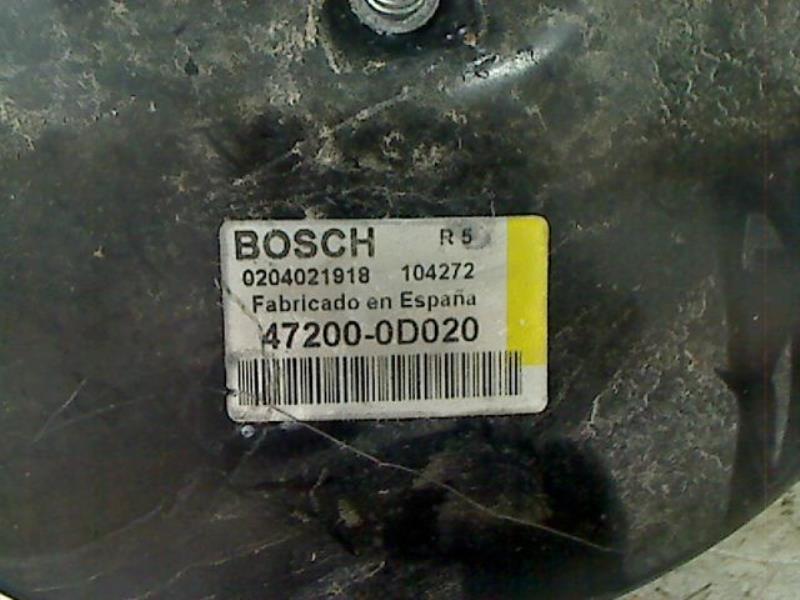 BOSCH R 5
0204021918 104272
Fabricado en España
47200-0D020